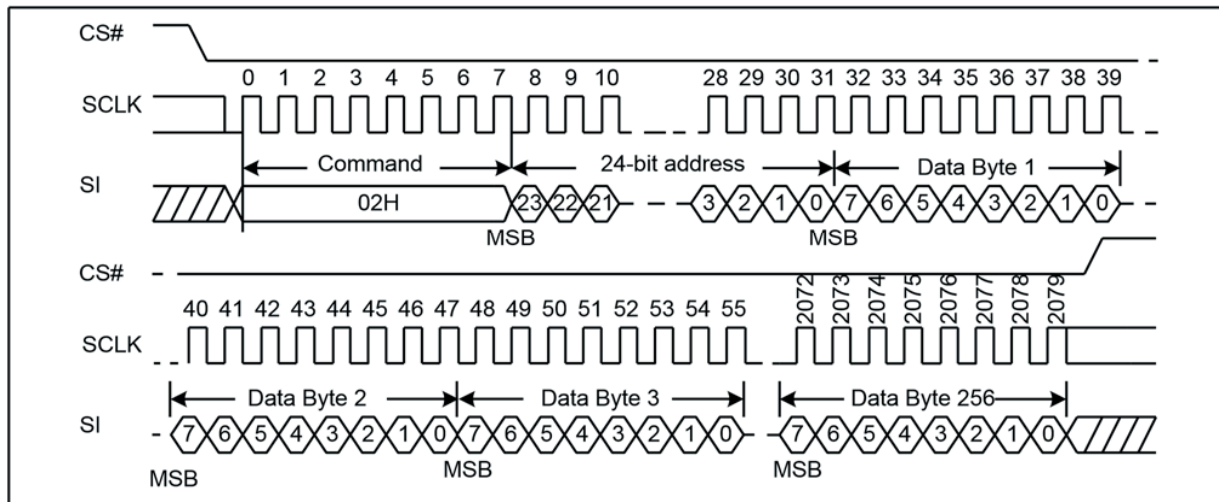 CS#
0 1 2 3 4 5 6 7 8 9 10 28 29 30 31 32 33 34 35 36 37 38 39
SCLK
Command 24-bit address Data Byte 1
SI
02H 23 22 21 3 2 1 0 7 6 5 4 3 2 1 0
MSB MSB
CS#
2072 2073 2074 2075 2076 2077 2078 2079
40 41 42 43 44 45 46 47 48 49 50 51 52 53 54 55
SCLK
Data Byte 2 Data Byte 3 Data Byte 256
SI
7 6 5 4 3 2 1 0 7 6 5 4 3 2 1 0 7 6 5 4 3 2 1 0
MSB MSB MSB